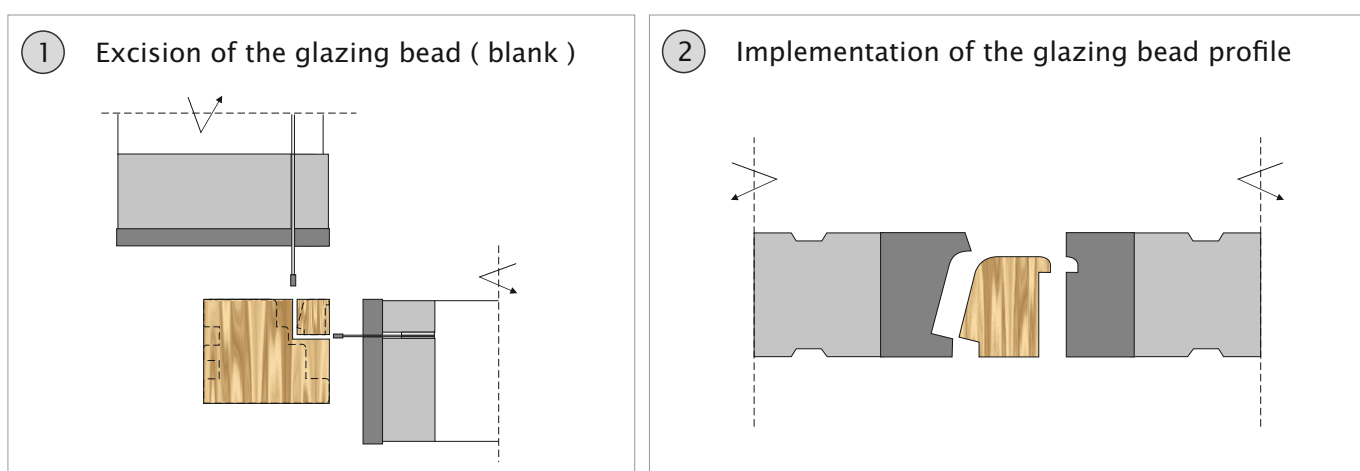 1 Excision of the glazing bead ( blank )
2 Implementation of the glazing bead profile